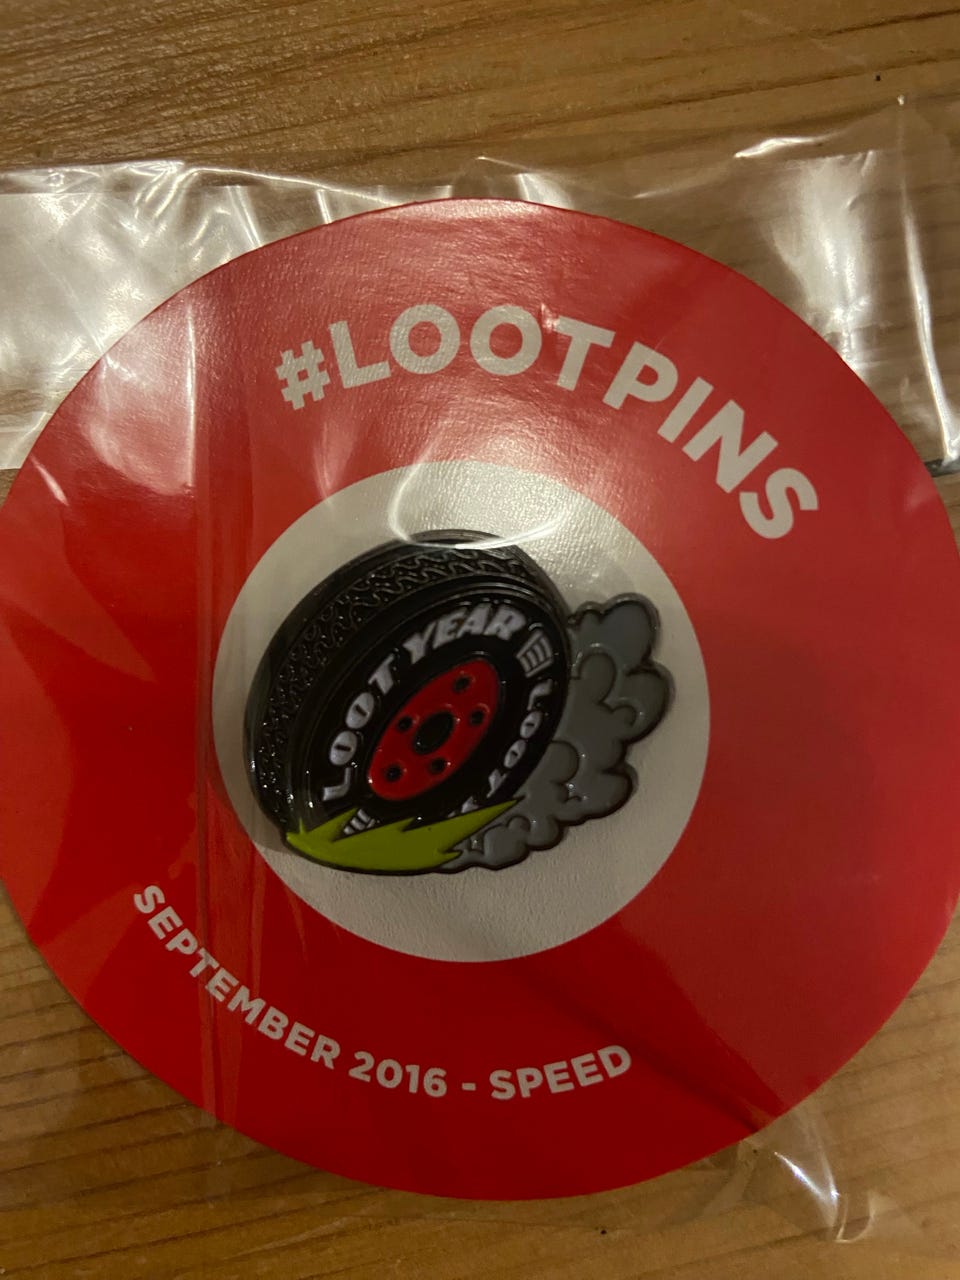 #LOOTPINS
LOOT YEAR
LOOT
SEPTEMBER 2016 - SPEED